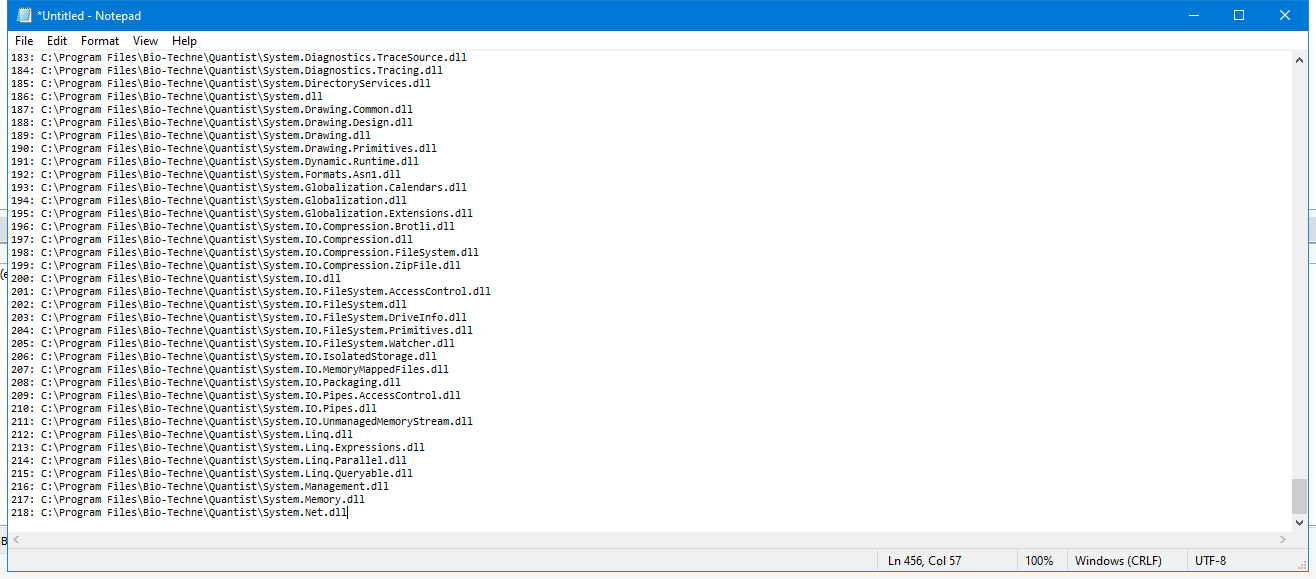 *Untitled - Notepad
File Edit Format View Help
183: C:\Program Files\Bio-Techne\Quantist\System.Diagnostics.TraceSource.dll
184: C:\Program Files\Bio-Techne\Quantist\System.Diagnostics.Tracing.dll
185: C:\Program Files\Bio-Techne\Quantist\System.DirectoryServices.dll
186: C:\Program Files\Bio-Techne\Quantist\System.dll
187: C:\Program Files\Bio-Techne\Quantist\System.Drawing.Common.dll
188: C:\Program Files\Bio-Techne\Quantist\System.Drawing.Design.dll
189: C:\Program Files\Bio-Techne\Quantist\System.Drawing.dll
190: C:\Program Files\Bio-Techne\Quantist\System.Drawing.Primitives.dll
191: C:\Program Files\Bio-Techne\Quantist\System.Dynamic.Runtime.dll
192: C:\Program Files\Bio-Techne\Quantist\System.Formats.Asn1.dll
193: C:\Program Files\Bio-Techne\Quantist\System.Globalization.Calendars.dll
194: C:\Program Files\Bio-Techne\Quantist\System.Globalization.dll
195: C:\Program Files\Bio-Techne\Quantist\System.Globalization.Extensions.dll
196: C:\Program Files\Bio-Techne\Quantist\System.IO.Compression.Brotli.dll
197: C:\Program Files\Bio-Techne\Quantist\System.IO.Compression.dll
198: C:\Program Files\Bio-Techne\Quantist\System.IO.Compression.FileSystem.dll
199: C:\Program Files\Bio-Techne\Quantist\System.IO.Compression.ZipFile.dll
200: C:\Program Files\Bio-Techne\Quantist\System.IO.dll
201: C:\Program Files\Bio-Techne\Quantist\System.IO.FileSystem.AccessControl.dll
202: C:\Program Files\Bio-Techne\Quantist\System.IO.FileSystem.dll
203: C:\Program Files\Bio-Techne\Quantist\System.IO.FileSystem.DriveInfo.dll
204: C:\Program Files\Bio-Techne\Quantist\System.IO.FileSystem.Primitives.dll
205: C:\Program Files\Bio-Techne\Quantist\System.IO.FileSystem.Watcher.dll
206: C:\Program Files\Bio-Techne\Quantist\System.IO.IsolatedStorage.dll
207: C:\Program Files\Bio-Techne\Quantist\System.IO.MemoryMappedFiles.dll
208: C:\Program Files\Bio-Techne\Quantist\System.IO.Packaging.dll
209: C:\Program Files\Bio-Techne\Quantist\System.IO.Pipes.AccessControl.dll
210: C:\Program Files\Bio-Techne\Quantist\System.IO.Pipes.dll
211: C:\Program Files\Bio-Techne\Quantist\System.IO.UnmanagedMemoryStream.dll
212: C:\Program Files\Bio-Techne\Quantist\System.Linq.dll
213: C:\Program Files\Bio-Techne\Quantist\System.Linq.Expressions.dll
214: C:\Program Files\Bio-Techne\Quantist\System.Linq.Parallel.dll
215: C:\Program Files\Bio-Techne\Quantist\System.Linq.Queryable.dll
216: C:\Program Files\Bio-Techne\Quantist\System.Management.dll
217: C:\Program Files\Bio-Techne\Quantist\System.Memory.dll
218: C:\Program Files\Bio-Techne\Quantist\System.Net.dll
Ln 456, Col 57 100% Windows (CRLF) UTF-8